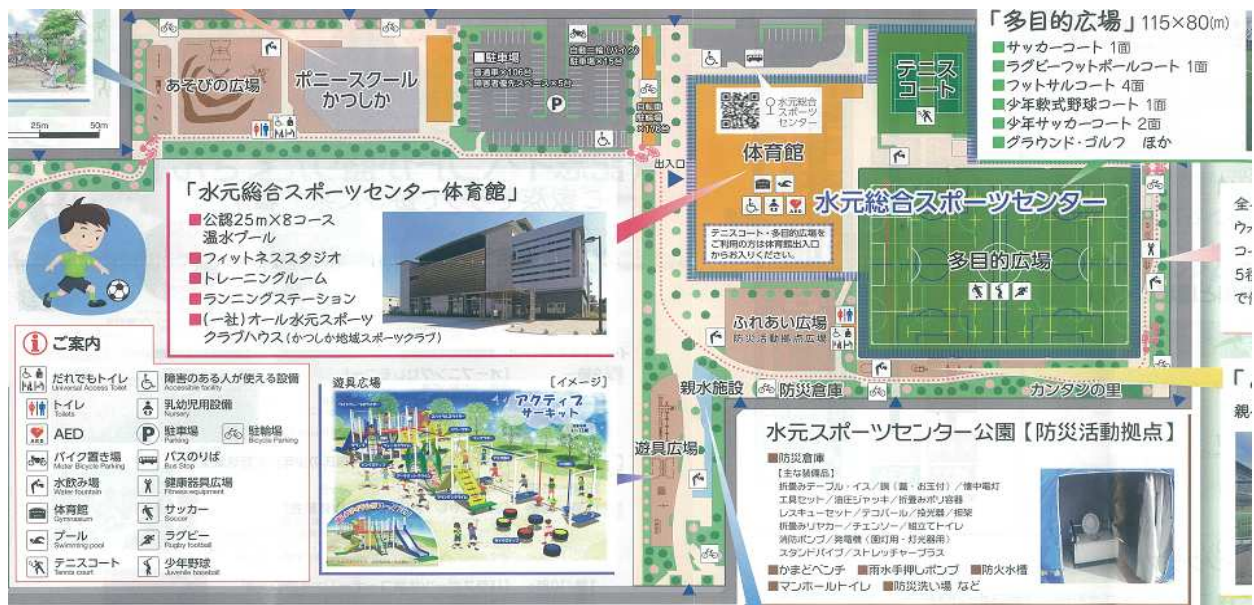 「多目的広場」115×80(m)
■サッカーコート 1面
■ラグビーフットボールコート 1面
■フットサルコート 4面
■少年軟式野球コート 1面
■少年サッカーコート 2面
■グラウンド・ゴルフ ほか
あそびの広場
ポニースクール
かつしか
■駐車場
普通車×106台
障害者優先スペース×5台
P
自動二輪(バイク)
駐車場×15台
自転車
駐輪場
×176台
25m 50m
水元総合
スポーツ
センター
テニス
コート
体育館
出入口
AED
水元総合スポーツセンター
テニスコート・多目的広場を
ご利用の方は体育館出入口
からお入りください。
多目的広場
ふれあい広場
防災活動拠点広場
親水施設
防災倉庫
カンタンの里
遊具広場
「水元総合スポーツセンター体育館」
■公認25m×8コース
温水プール
■フィットネススタジオ
■トレーニングルーム
■ランニングステーション
■(一社)オール水元スポーツ
クラブハウス(かつしか地域スポーツクラブ)
ご案内
だれでもトイレ
Universal Access Toilet
障害のある人が使える設備
Accessible facility
トイレ
Toilets
乳幼児用設備
Nursery
AED
P 駐車場
Parking
駐輪場
Bicycle Parking
バイク置き場
Motor Bicycle Parking
バスのりば
Bus Stop
水飲み場
Water fountain
健康器具広場
Fitness equipment
体育館
Gymnasium
サッカー
Soccer
プール
Swimming pool
ラグビー
Rugby football
テニスコート
Tennis court
少年野球
Juvenile baseball
遊具広場 [イメージ]
アクティブ
サーキット
水元スポーツセンター公園【防災活動拠点】
■防災倉庫
【主な装備品】
折畳みテーブル・イス/鍋(蓋・お玉付)/懐中電灯
工具セット/油圧ジャッキ/折畳みポリ容器
レスキューセット/テコバール/投光器/担架
折畳みリヤカー/チェンソー/組立てトイレ
消防ポンプ/発電機(園灯用・灯光器用)
スタンドパイプ/ストレッチャープラス
■かまどベンチ ■雨水手押しポンプ ■防火水槽
■マンホールトイレ ■防災洗い場 など